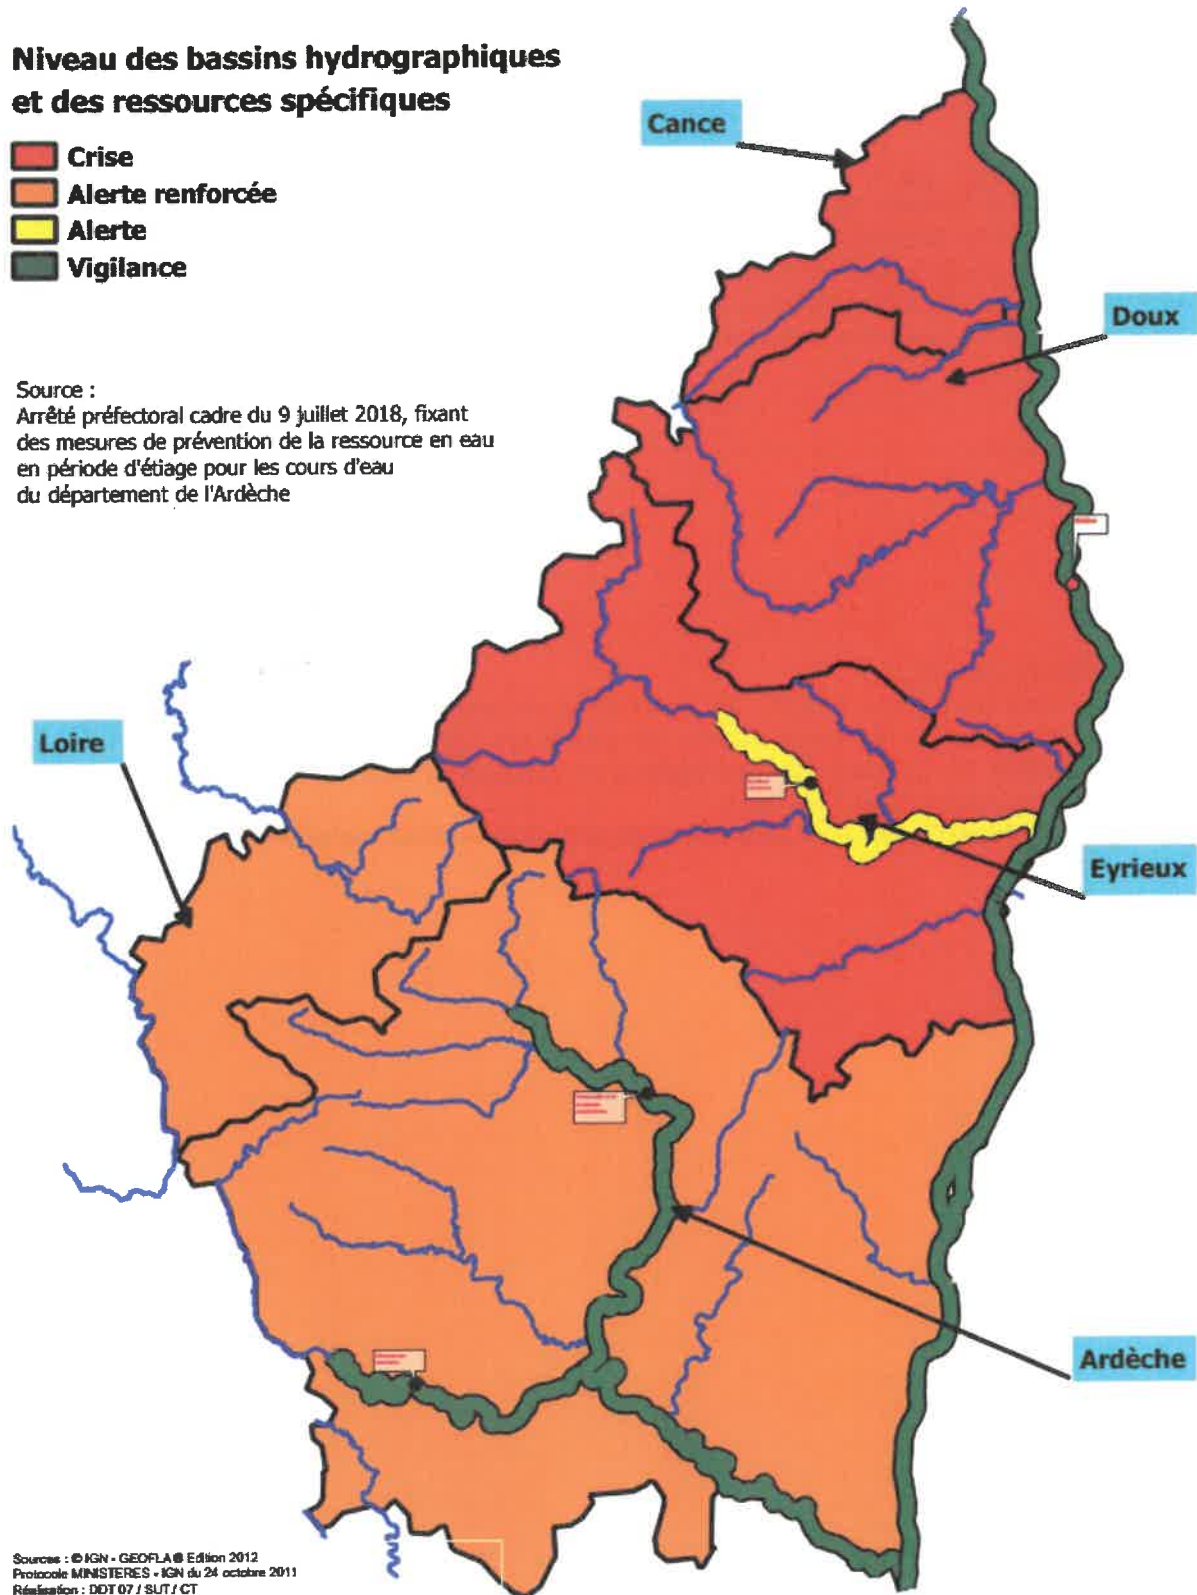 Niveau des bassins hydrographiques
et des ressources spécifiques
Crise
Alerte renforcée
Alerte
Vigilance
Source :
Arrêté préfectoral cadre du 9 juillet 2018, fixant
des mesures de prévention de la ressource en eau
en période d'étiage pour les cours d'eau
du département de l'Ardèche
Cance
Doux
Loire
Eyrieux
Ardèche
Sources : © IGN - GEOFLA® Edition 2012
Protocole MINISTERES - IGN du 24 octobre 2011
Réalisation : DDT 07 / SUT / CT